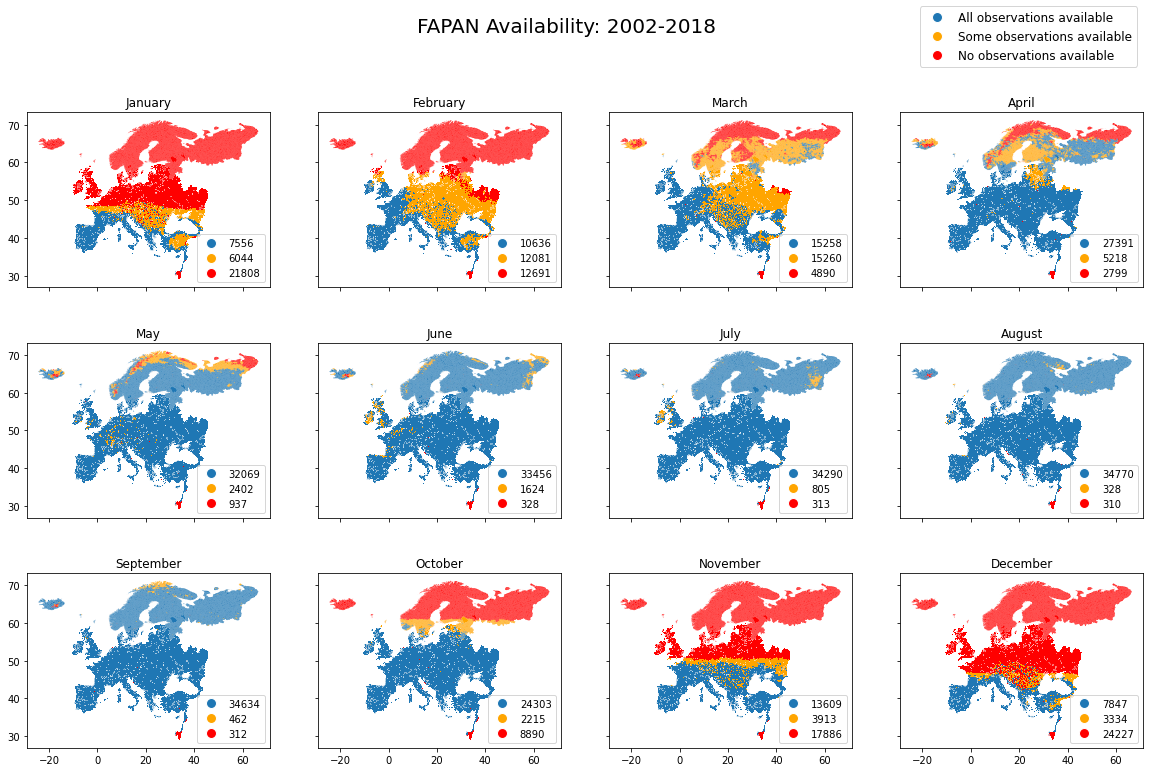 FAPAN Availability: 2002-2018
All observations available
Some observations available
No observations available
January
February
March
April
70
60
50
40
30
7556
6044
21808
10636
12081
12691
15258
15260
4890
27391
5218
2799
May
June
July
August
70
60
50
40
30
32069
2402
937
33456
1624
328
34290
805
313
34770
328
310
September
October
November
December
70
60
50
40
30
34634
462
312
24303
2215
8890
13609
3913
17886
7847
3334
24227
−20 0 20 40 60
−20 0 20 40 60
−20 0 20 40 60
−20 0 20 40 60